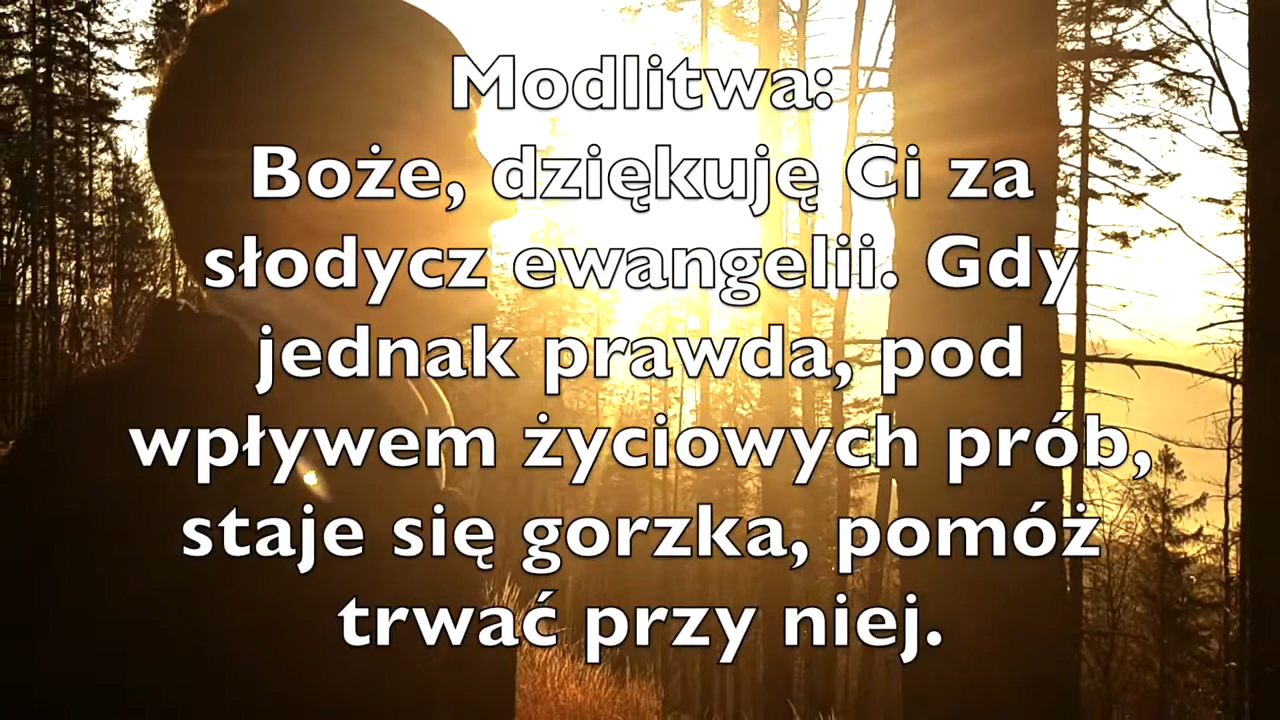 Modlitwa:
Boże, dziękuję Ci za
słodycz ewangelii. Gdy
jednak prawda, pod
wpływem życiowych prób,
staje się gorzka, pomóż
trwać przy niej.